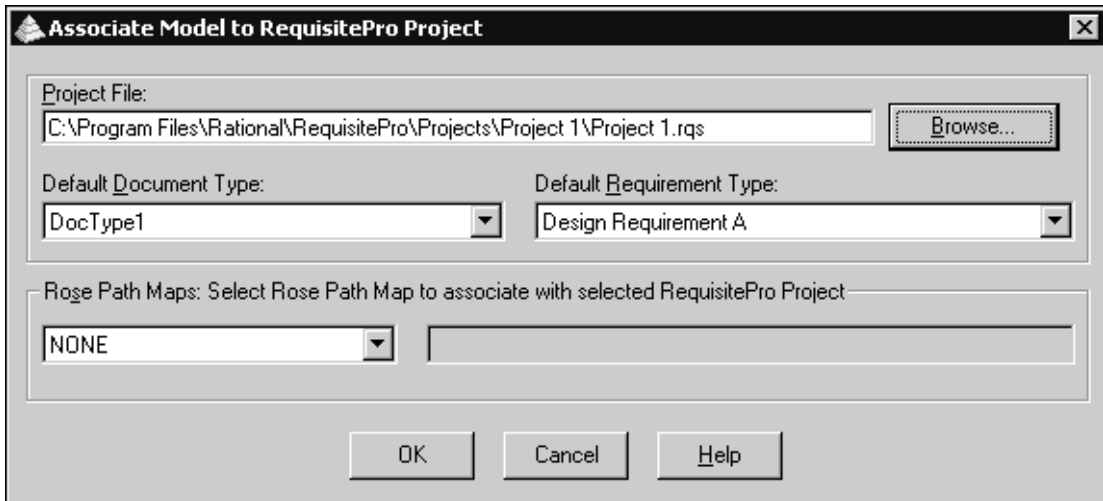 Associate Model to RequisitePro Project
Project File:
C:\Program Files\Rational\RequisitePro\Projects\Project 1\Project 1.rqs
Browse...
Default Document Type:
Default Requirement Type:
DocType1
Design Requirement A
Rose Path Maps: Select Rose Path Map to associate with selected RequisitePro Project
NONE
OK
Cancel
Help